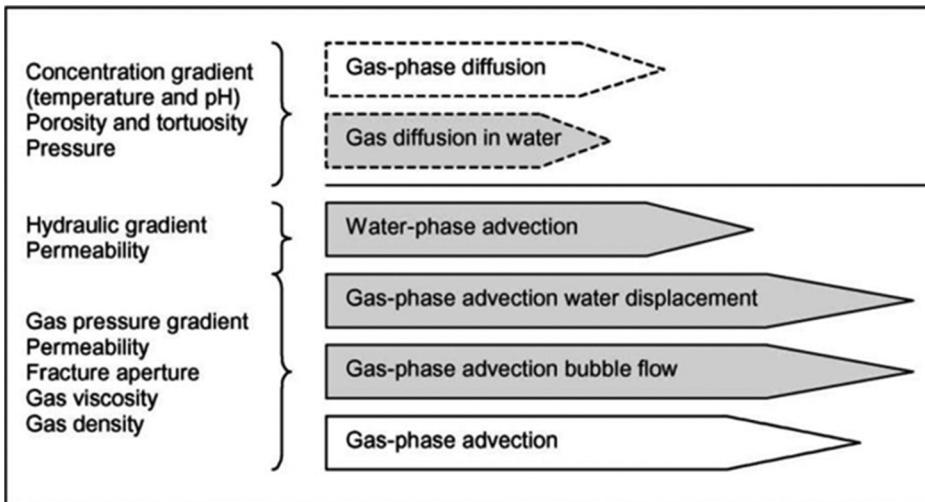 Concentration gradient
(temperature and pH)
Porosity and tortuosity
Pressure
Gas-phase diffusion
Gas diffusion in water
Hydraulic gradient
Permeability
Water-phase advection
Gas pressure gradient
Permeability
Fracture aperture
Gas viscosity
Gas density
Gas-phase advection water displacement
Gas-phase advection bubble flow
Gas-phase advection